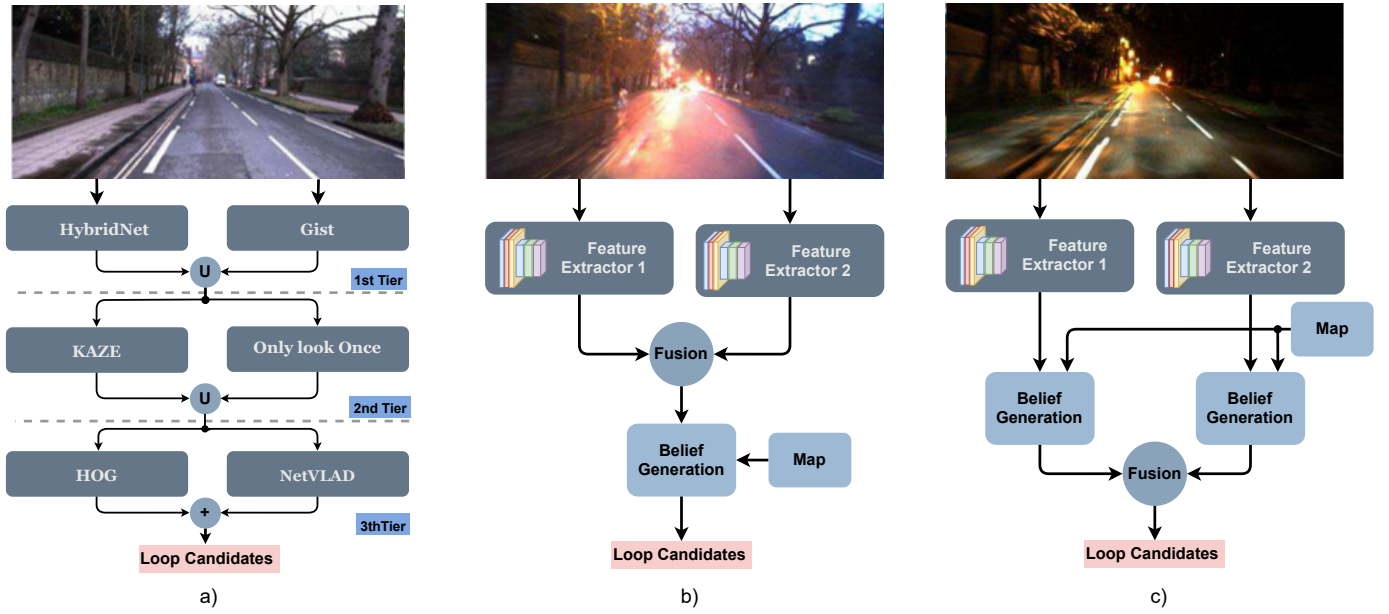 HybridNet
Gist
U
1st Tier
KAZE
Only look Once
U
2nd Tier
HOG
NetVLAD
+
3thTier
Loop Candidates
a)
Feature
Extractor 1
Feature
Extractor 2
Fusion
Belief
Generation
Map
Loop Candidates
b)
Feature
Extractor 1
Feature
Extractor 2
Map
Belief
Generation
Belief
Generation
Fusion
Loop Candidates
c)